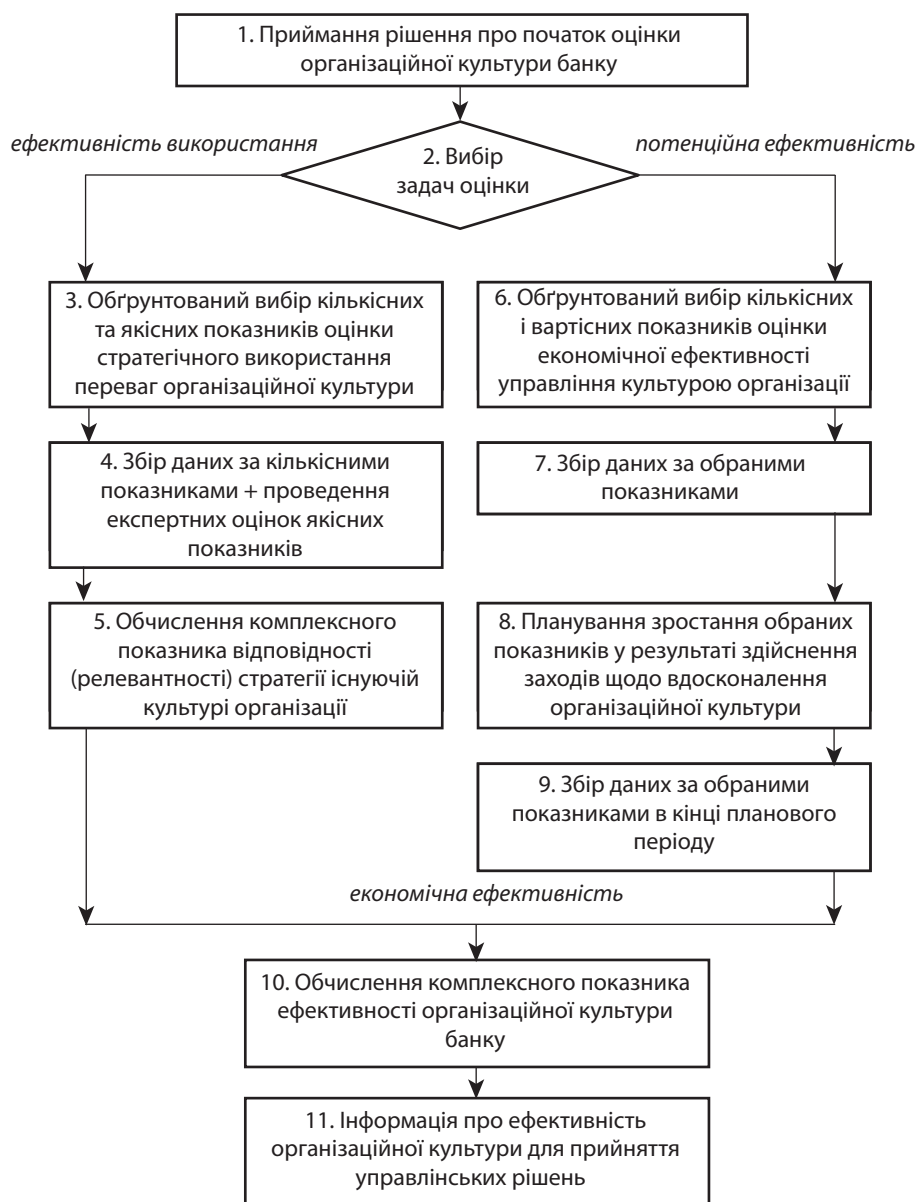 1. Приймання рішення про початок оцінки
організаційної культури банку
ефективність використання
потенційна ефективність
2. Вибір
задач оцінки
3. Обґрунтований вибір кількісних
та якісних показників оцінки
стратегічного використання
переваг організаційної культури
6. Обґрунтований вибір кількісних
і вартісних показників оцінки
економічної ефективності
управління культурою організації
4. Збір даних за кількісними
показниками + проведення
експертних оцінок якісних
показників
7. Збір даних за обраними
показниками
5. Обчислення комплексного
показника відповідності
(релевантності) стратегії існуючій
культурі організації
8. Планування зростання обраних
показників у результаті здійснення
заходів щодо вдосконалення
організаційної культури
9. Збір даних за обраними
показниками в кінці планового
періоду
економічна ефективність
10. Обчислення комплексного показника
ефективності організаційної культури
банку
11. Інформація про ефективність
організаційної культури для прийняття
управлінських рішень